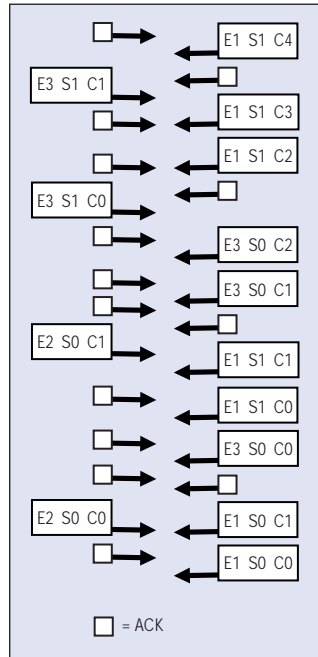 E1 S1 C4
E3 S1 C1
E1 S1 C3
E1 S1 C2
E3 S1 C0
E3 S0 C2
E3 S0 C1
E2 S0 C1
E1 S1 C1
E1 S1 C0
E3 S0 C0
E2 S0 C0
E1 S0 C1
E1 S0 C0
= ACK